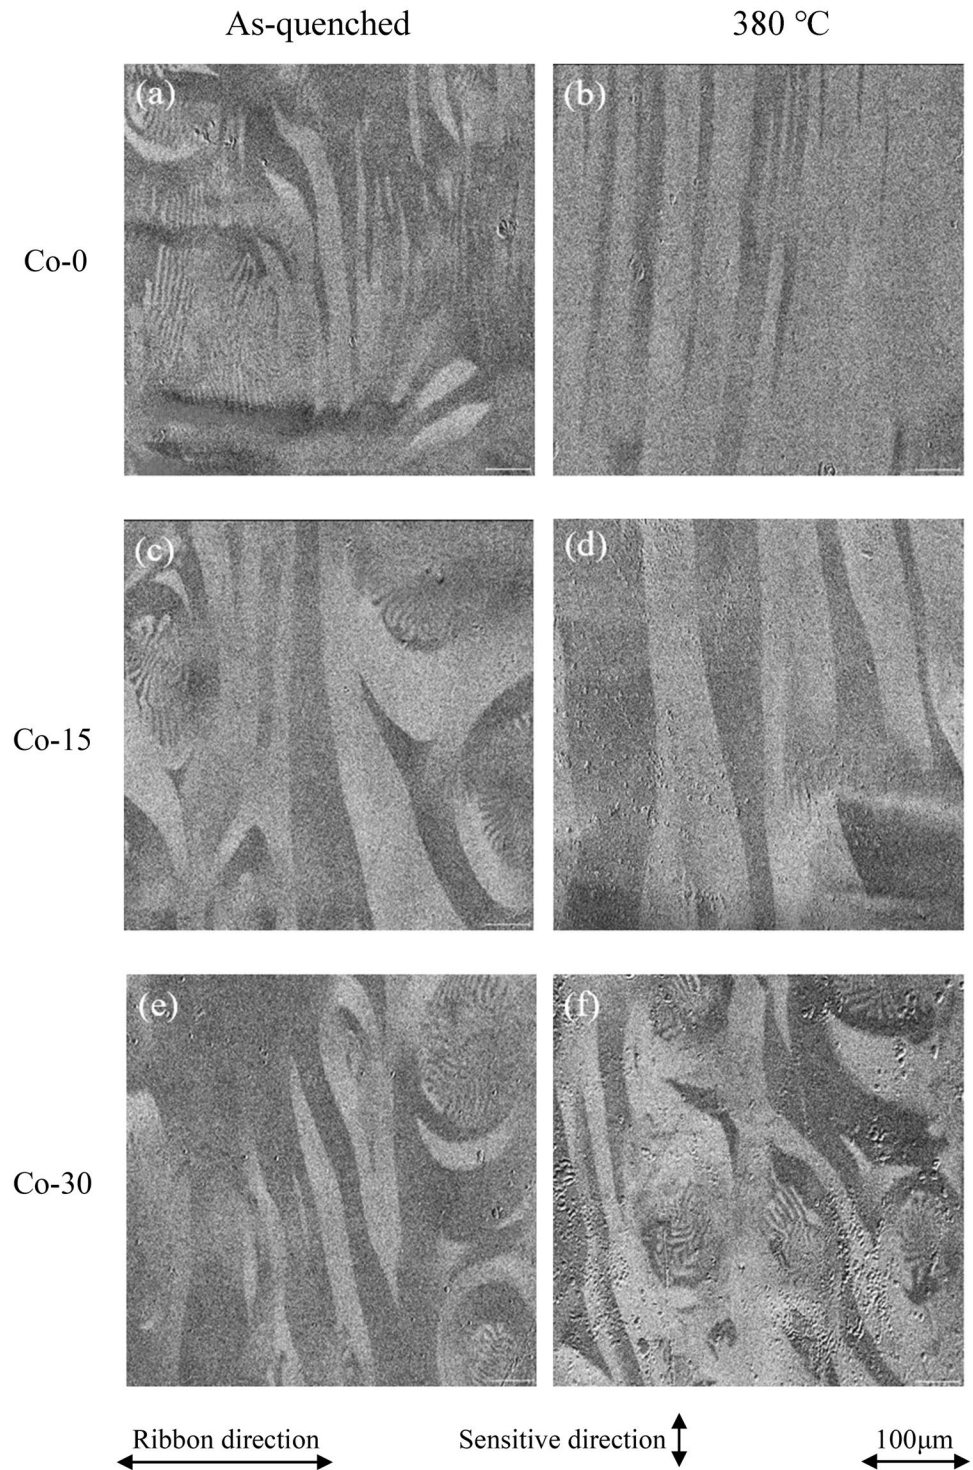 As-quenched 380 ℃
(a) (b)
Co-0
(c) (d)
Co-15
(e) (f)
Co-30
Ribbon direction Sensitive direction 100μm